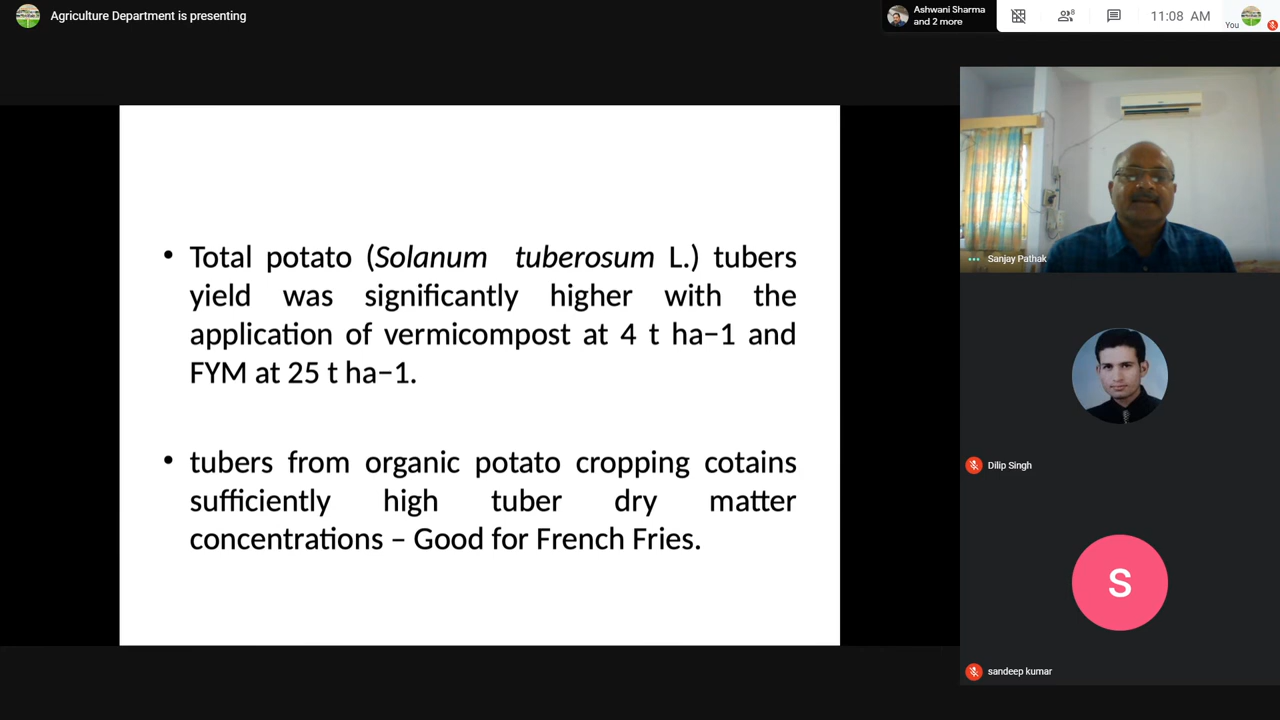 Agriculture Department is presenting
Ashwani Sharma
and 2 more
8
11:08 AM
You
• Total potato (Solanum tuberosum L.) tubers
yield was significantly higher with the
application of vermicompost at 4 t ha−1 and
FYM at 25 t ha−1.
• tubers from organic potato cropping cotains
sufficiently high tuber dry matter
concentrations – Good for French Fries.
Sanjay Pathak
Dilip Singh
S
sandeep kumar